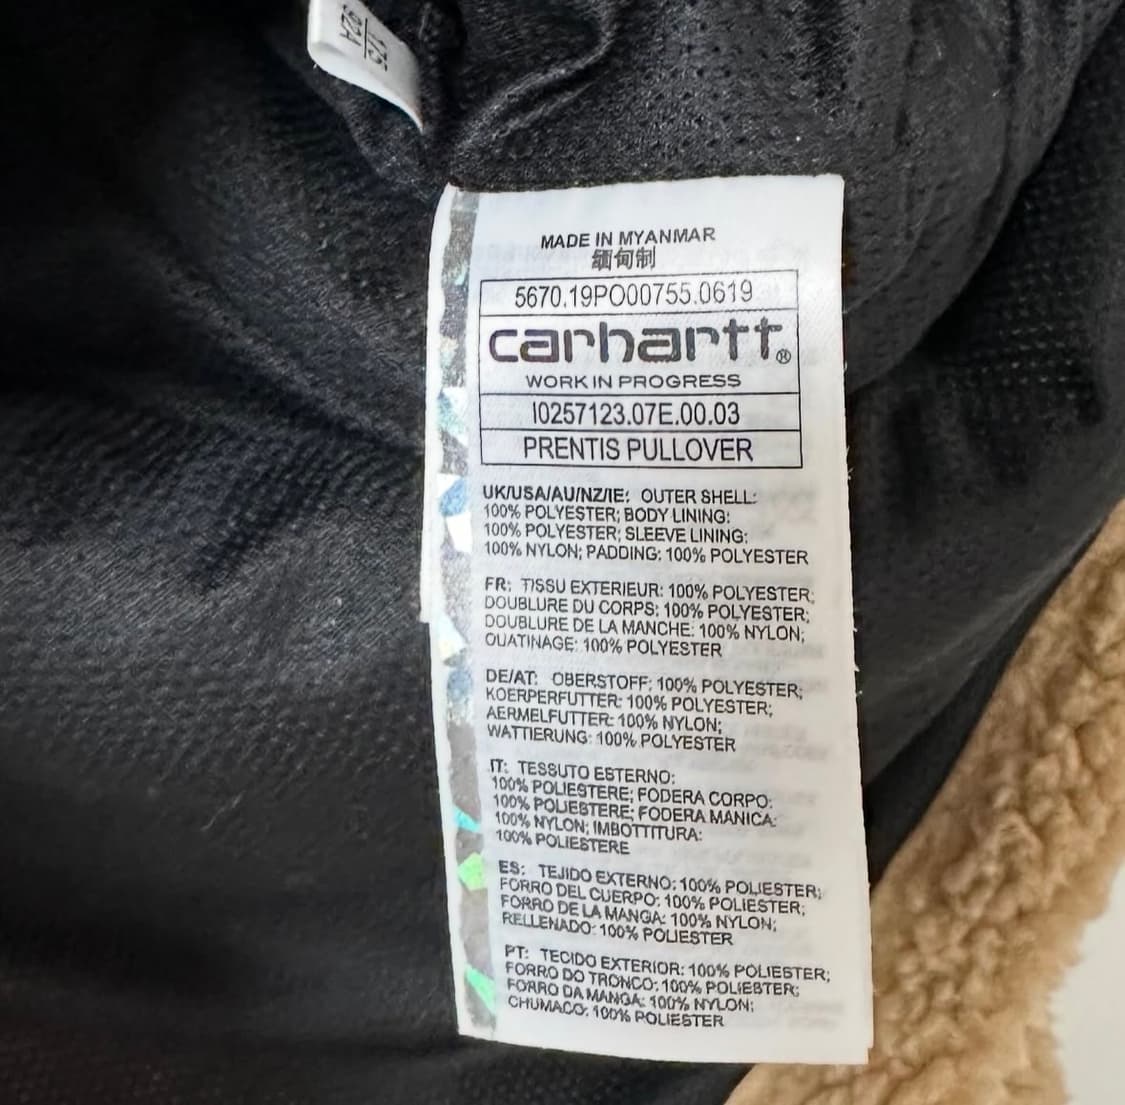 MADE IN MYANMAR
缅甸制
5670.19PO00755.0619
carhartt®
WORK IN PROGRESS
I0257123.07E.00.03
PRENTIS PULLOVER
UK/USA/AU/NZ/IE: OUTER SHELL:
100% POLYESTER; BODY LINING:
100% POLYESTER; SLEEVE LINING:
100% NYLON; PADDING: 100% POLYESTER
FR: TISSU EXTERIEUR: 100% POLYESTER;
DOUBLURE DU CORPS: 100% POLYESTER;
DOUBLURE DE LA MANCHE: 100% NYLON;
OUATINAGE: 100% POLYESTER
DE/AT: OBERSTOFF: 100% POLYESTER;
KOERPERFUTTER: 100% POLYESTER;
AERMELFUTTER: 100% NYLON;
WATTIERUNG: 100% POLYESTER
IT: TESSUTO ESTERNO:
100% POLIESTERE; FODERA CORPO:
100% POLIESTERE; FODERA MANICA:
100% NYLON; IMBOTTITURA:
100% POLIESTERE
ES: TEJIDO EXTERNO: 100% POLIESTER;
FORRO DEL CUERPO: 100% POLIESTER;
FORRO DE LA MANGA: 100% NYLON;
RELLENADO: 100% POLIESTER
PT: TECIDO EXTERIOR: 100% POLIESTER;
FORRO DO TRONCO: 100% POLIESTER;
FORRO DA MANGA: 100% NYLON;
CHUMACO: 100% POLIESTER